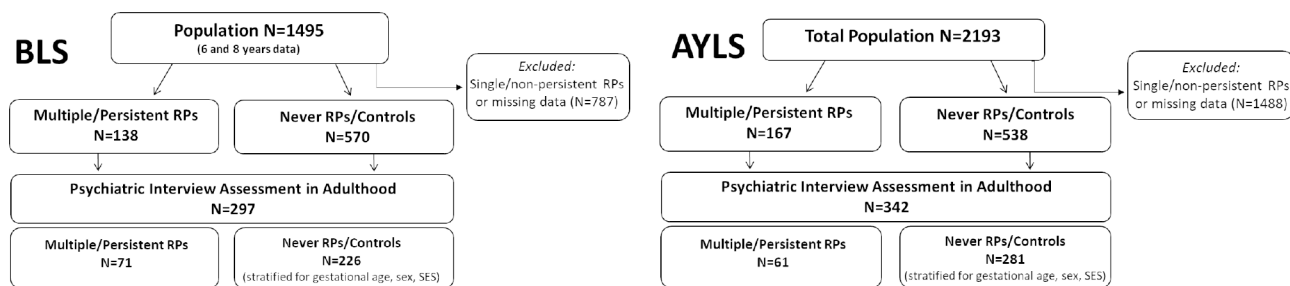 BLS
Population N=1495
(6 and 8 years data)
Excluded:
Single/non-persistent RPs
or missing data (N=787)
Multiple/Persistent RPs
N=138
Never RPs/Controls
N=570
Psychiatric Interview Assessment in Adulthood
N=297
Multiple/Persistent RPs
N=71
Never RPs/Controls
N=226
(stratified for gestational age, sex, SES)
AYLS
Total Population N=2193
Excluded:
Single/non-persistent RPs
or missing data (N=1488)
Multiple/Persistent RPs
N=167
Never RPs/Controls
N=538
Psychiatric Interview Assessment in Adulthood
N=342
Multiple/Persistent RPs
N=61
Never RPs/Controls
N=281
(stratified for gestational age, sex, SES)